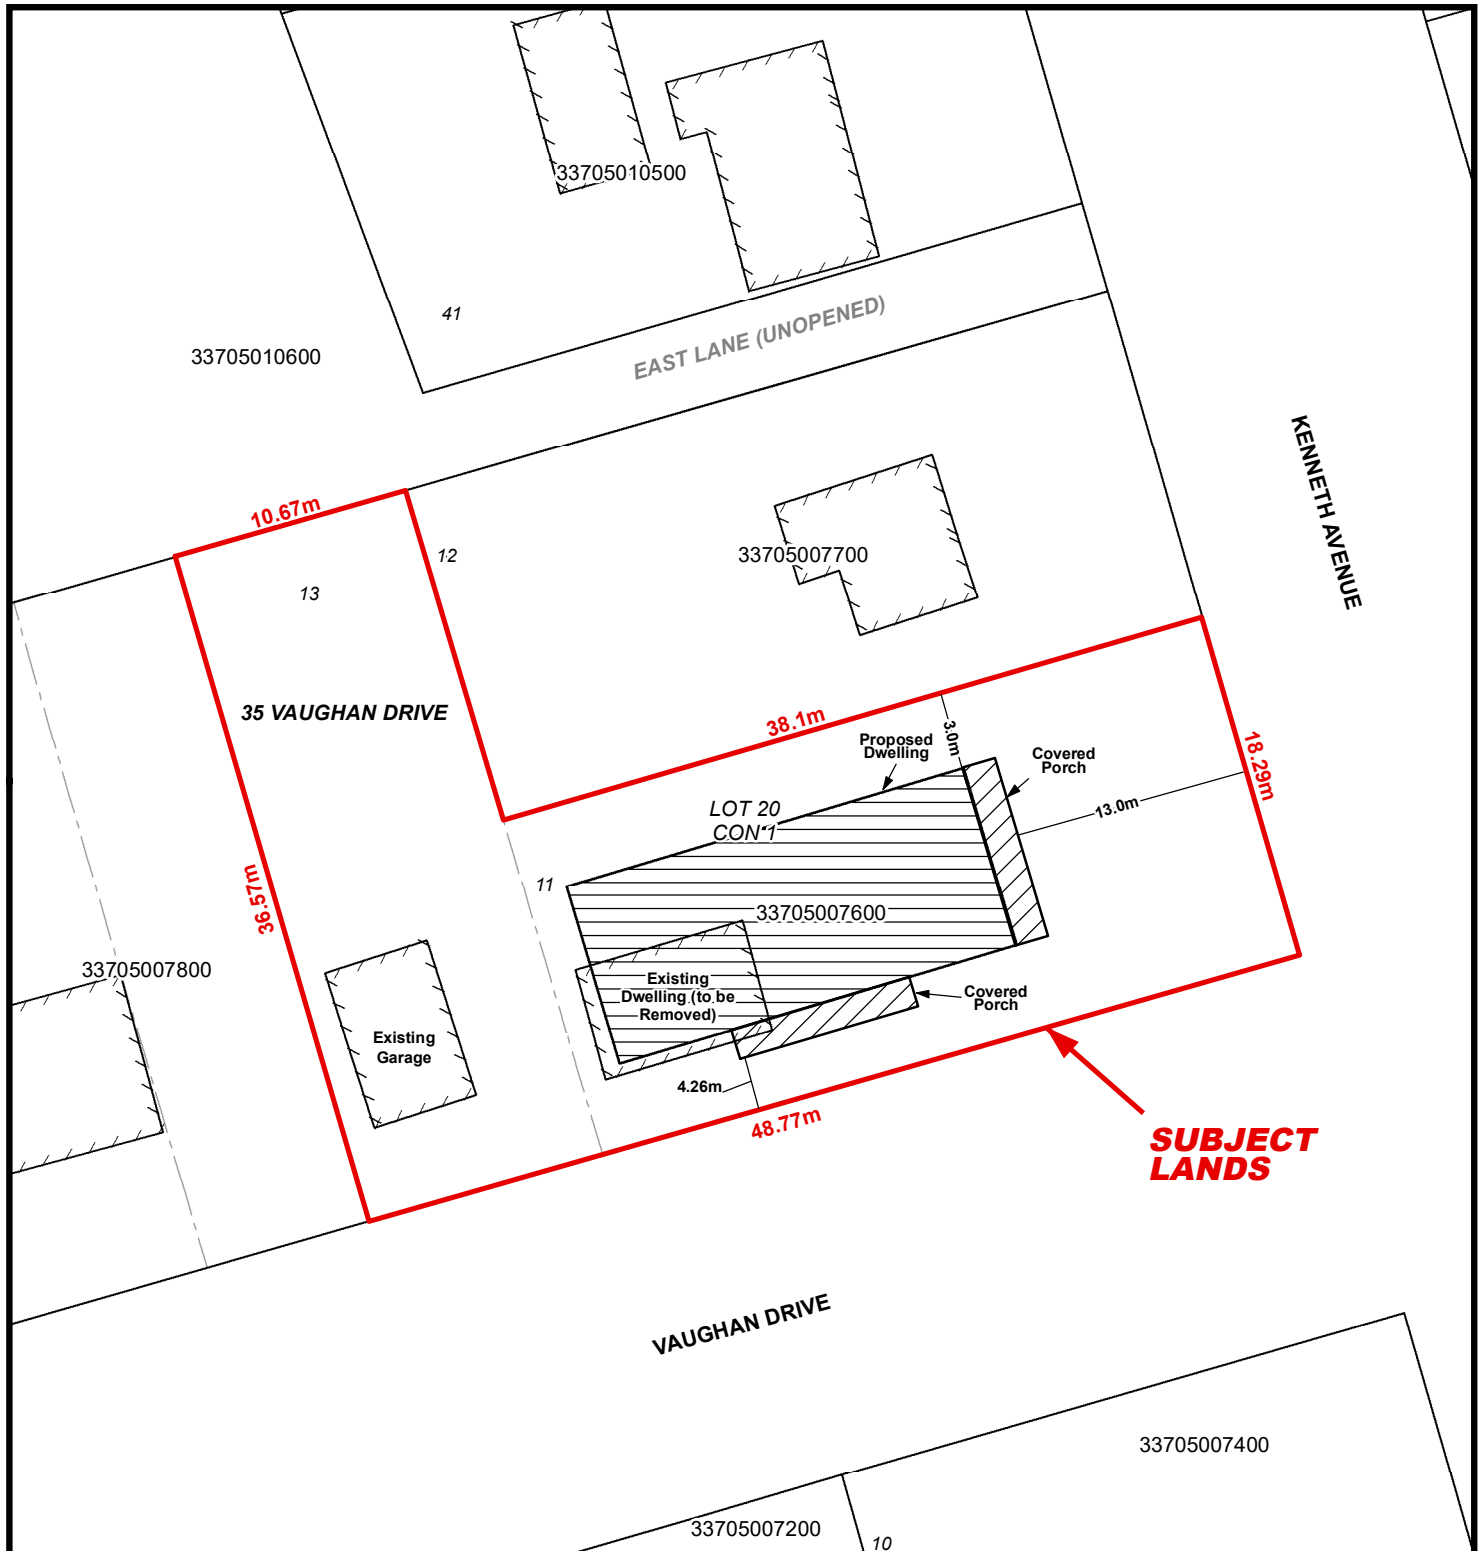 33705010500
41
EAST LANE (UNOPENED)
33705010600
KENNETH AVENUE
10.67m
12
33705007700
13
35 VAUGHAN DRIVE
38.1m
3.0m
Proposed
Dwelling
Covered
Porch
18.29m
LOT 20
CON 1
13.0m
11
36.57m
33705007600
33705007800
Existing
Dwelling (to be
Removed)
Covered
Porch
Existing
Garage
4.26m
48.77m
SUBJECT
LANDS
VAUGHAN DRIVE
33705007400
33705007200
10